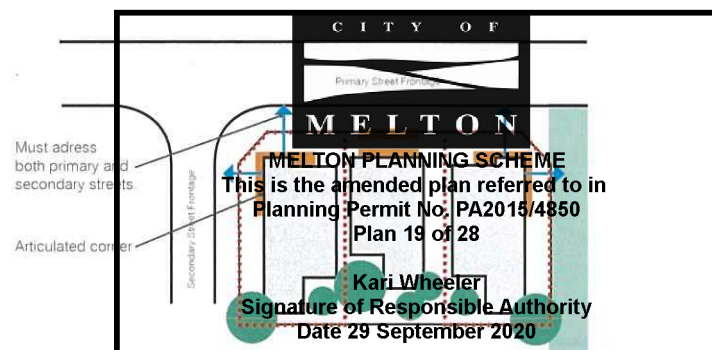 CITY OF
Primary Street Frontage
MELTON
Must adress
both primary and
secondary streets.
Articulated corner
Secondary Street Frontage
MELTON PLANNING SCHEME
This is the amended plan referred to in
Planning Permit No. PA2015/4850
Plan 19 of 28
Kari Wheeler
Signature of Responsible Authority
Date 29 September 2020